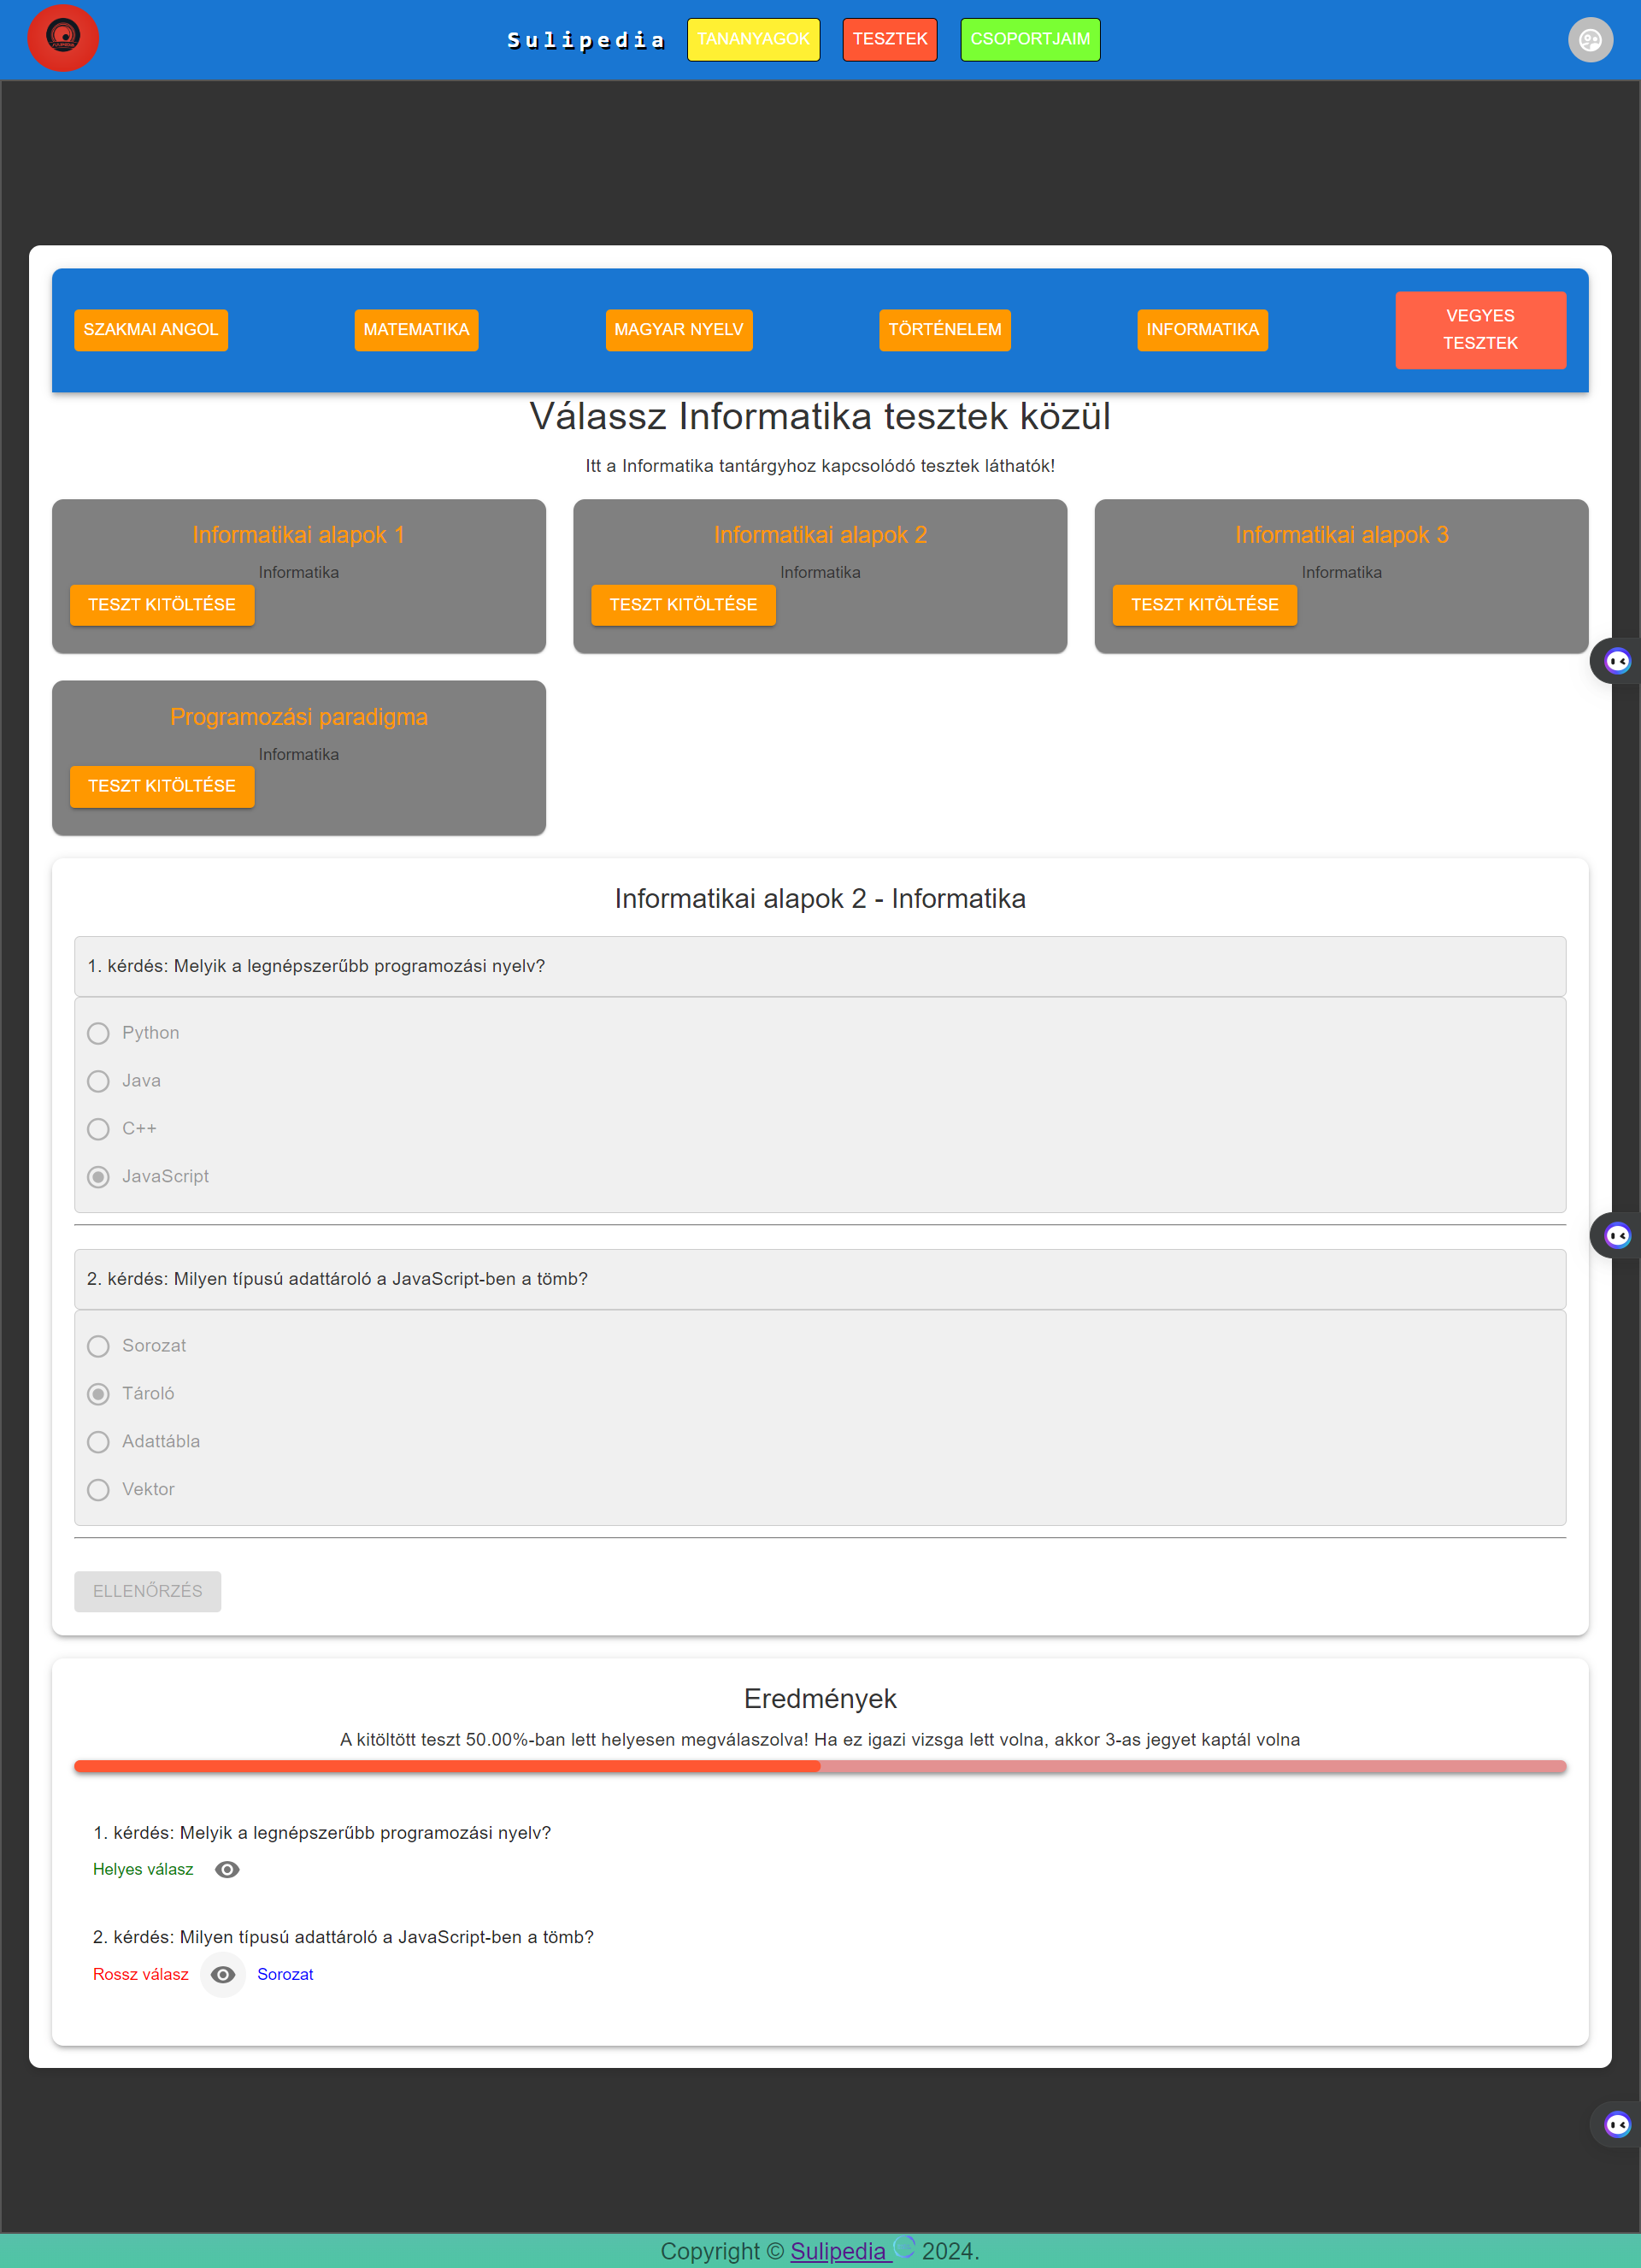 Sulipedia
TANANYAGOK
TESZTEK
CSOPORTJAIM
SZAKMAI ANGOL
MATEMATIKA
MAGYAR NYELV
TÖRTÉNELEM
INFORMATIKA
VEGYES
TESZTEK
Válassz Informatika tesztek közül
Itt a Informatika tantárgyhoz kapcsolódó tesztek láthatók!
Informatikai alapok 1
Informatika
TESZT KITÖLTÉSE
Informatikai alapok 2
Informatika
TESZT KITÖLTÉSE
Informatikai alapok 3
Informatika
TESZT KITÖLTÉSE
Programozási paradigma
Informatika
TESZT KITÖLTÉSE
Informatikai alapok 2 - Informatika
1. kérdés: Melyik a legnépszerűbb programozási nyelv?
Python
Java
C++
JavaScript
2. kérdés: Milyen típusú adattároló a JavaScript-ben a tömb?
Sorozat
Tároló
Adattábla
Vektor
ELLENŐRZÉS
Eredmények
A kitöltött teszt 50.00%-ban lett helyesen megválaszolva! Ha ez igazi vizsga lett volna, akkor 3-as jegyet kaptál volna
1. kérdés: Melyik a legnépszerűbb programozási nyelv?
Helyes válasz
2. kérdés: Milyen típusú adattároló a JavaScript-ben a tömb?
Rossz válasz Sorozat
Copyright © Sulipedia 2024.